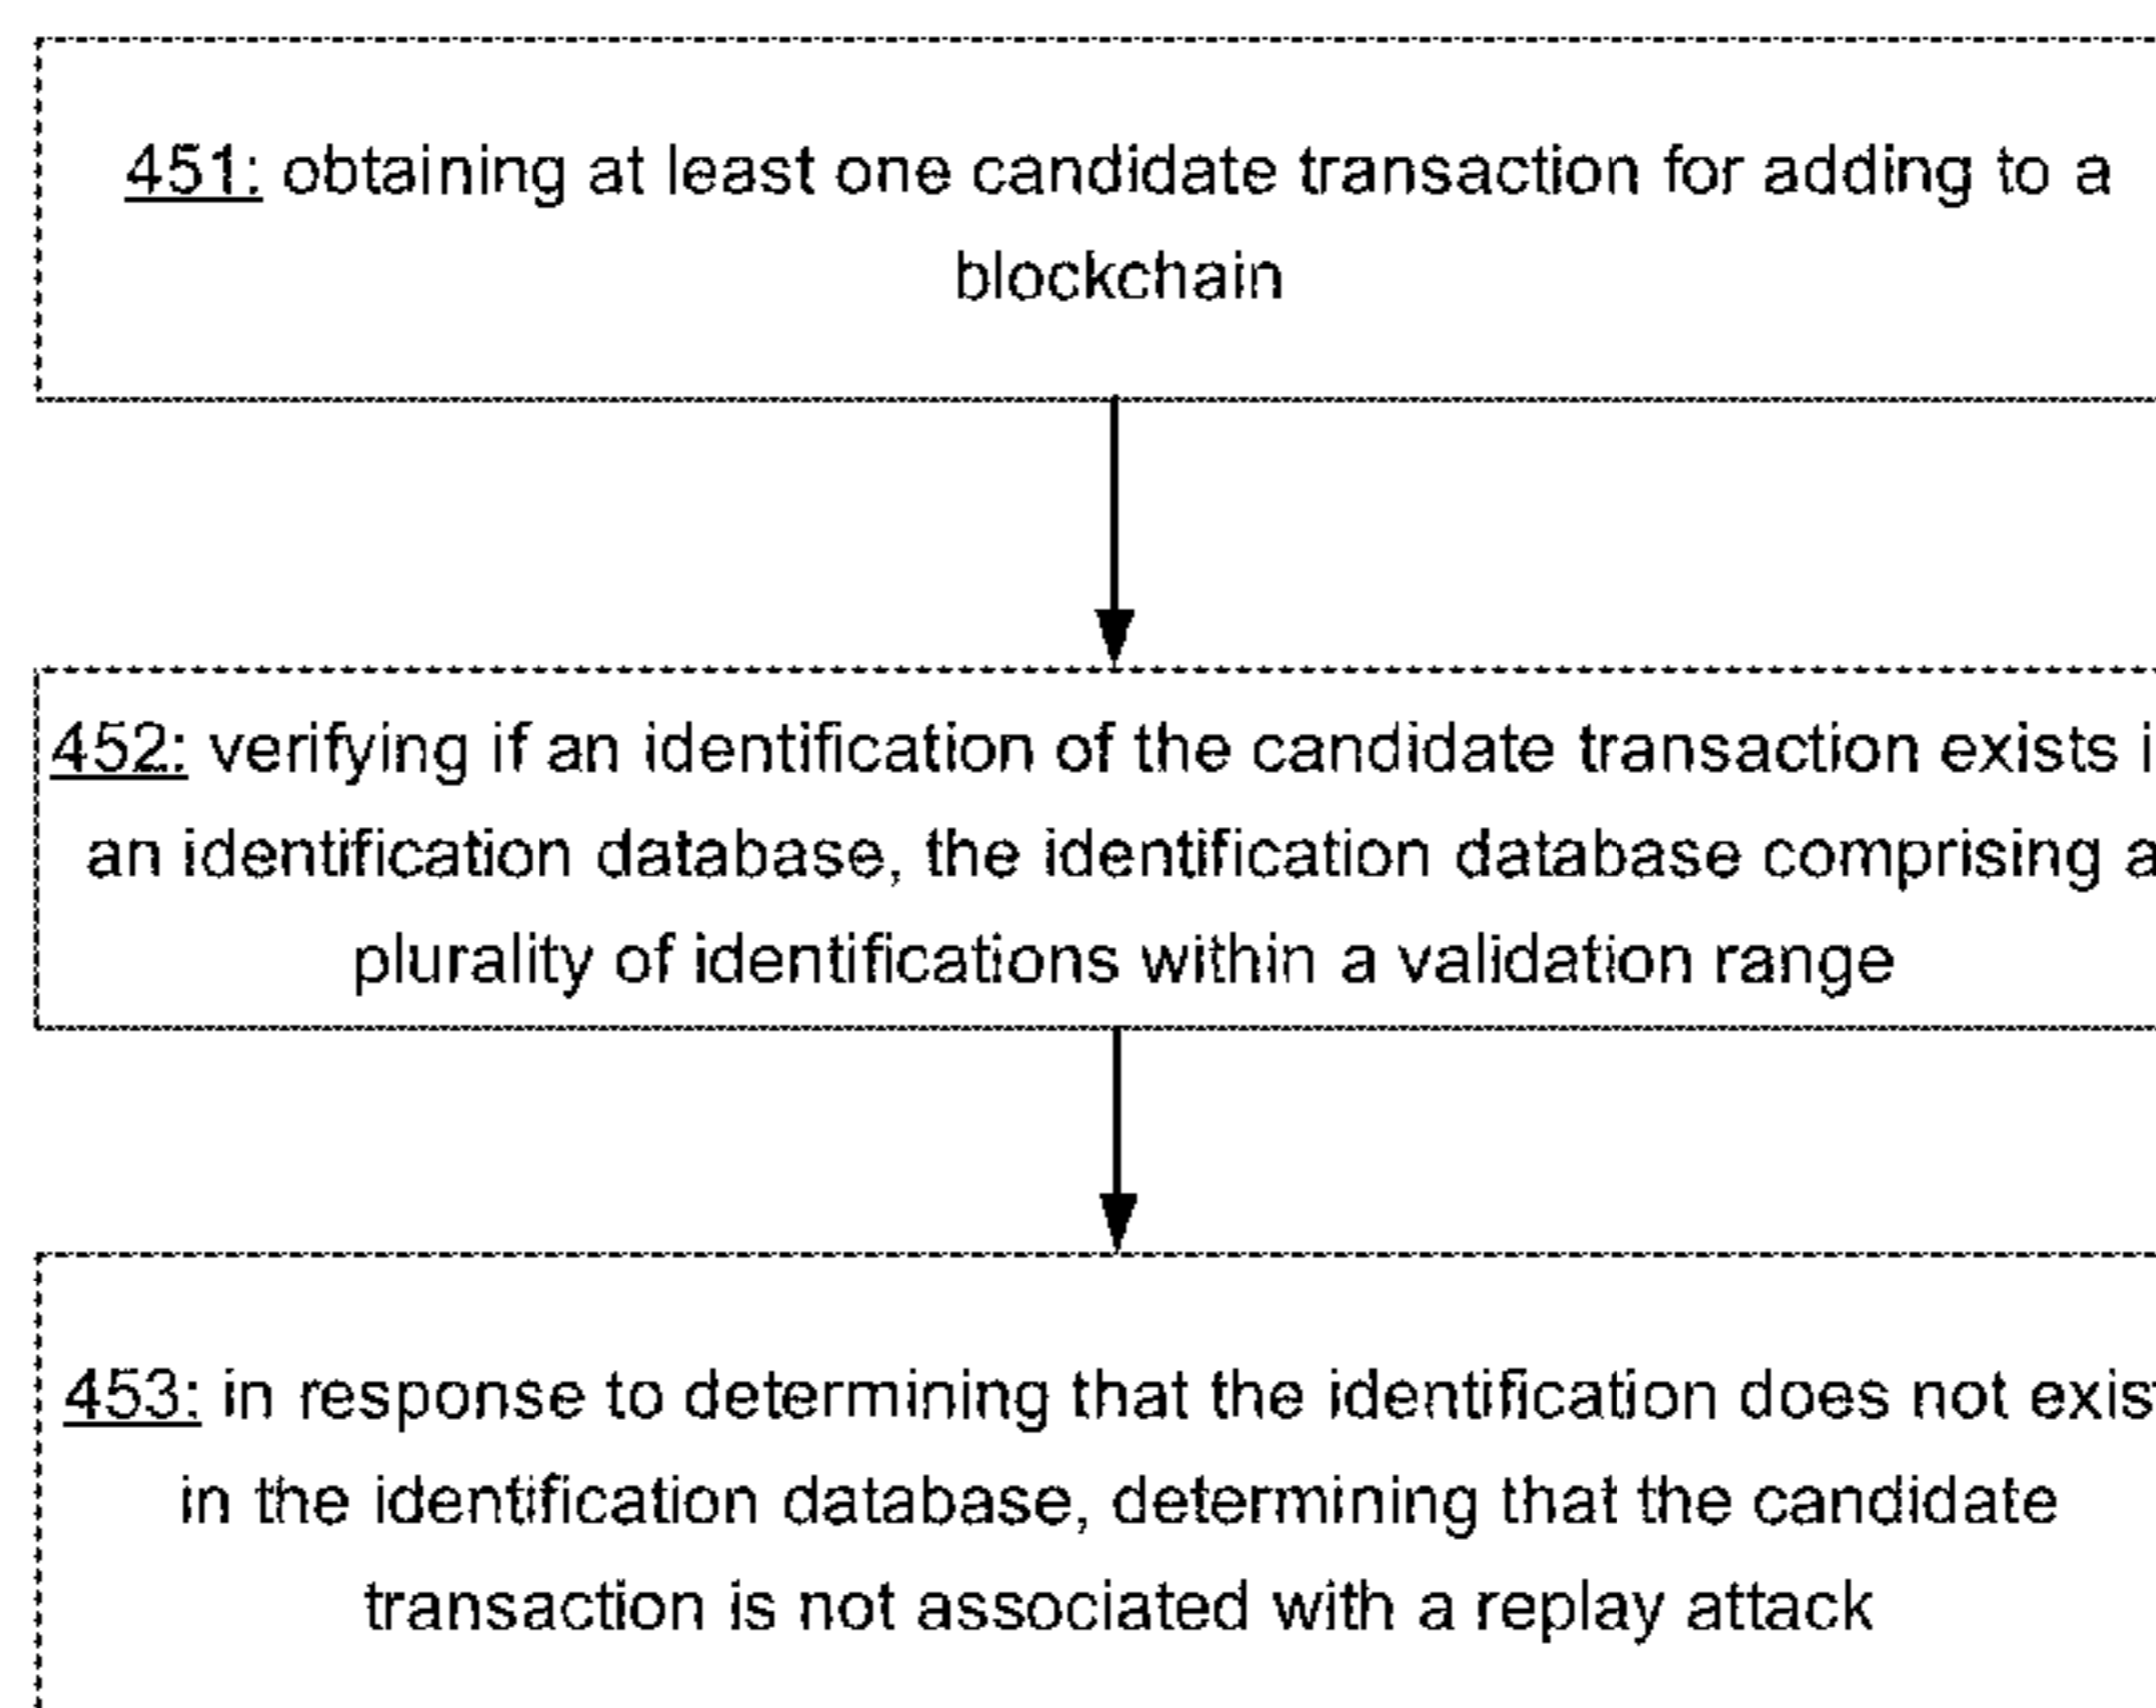 451: obtaining at least one candidate transaction for adding to a
blockchain
452: verifying if an identification of the candidate transaction exists
an identification database, the identification database comprising a
plurality of identifications within a validation range
453: in response to determining that the identification does not
in the identification database, determining that the candidate
transaction is not associated with a replay attack